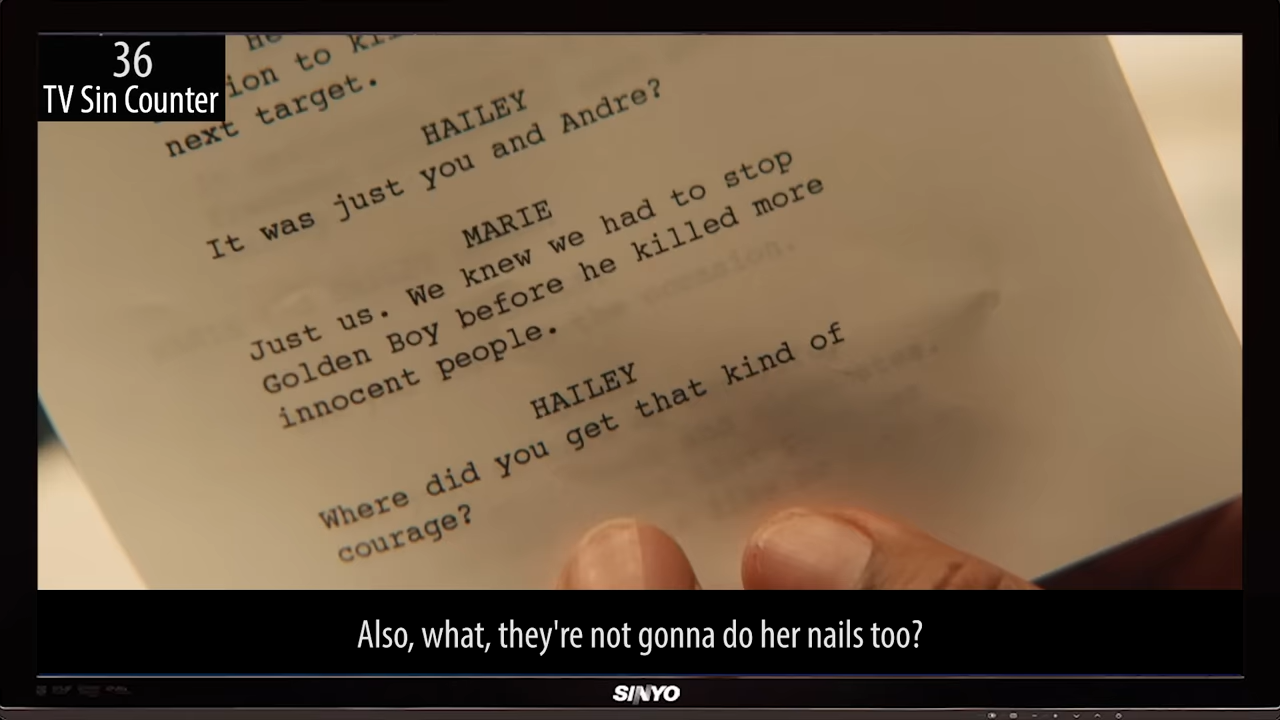 36
TV Sin Counter
He
ion to kil
next target.
HAILEY
It was just you and Andre?
MARIE
Just us. We knew we had to stop
Golden Boy before he killed more
innocent people.
HAILEY
Where did you get that kind of
courage?
Also, what, they're not gonna do her nails too?
SINYO